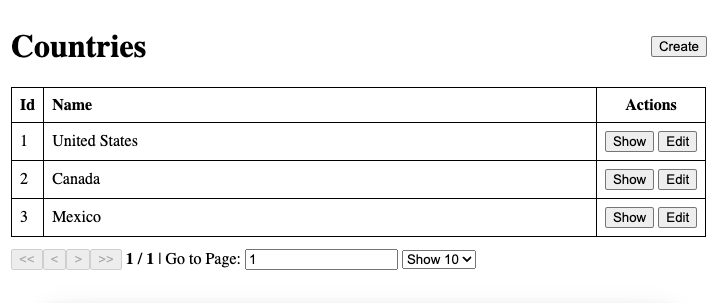 Countries Create
Id Name Actions
1 United States Show Edit
2 Canada Show Edit
3 Mexico Show Edit
<< < > >> 1 / 1 | Go to Page: 1 Show 10